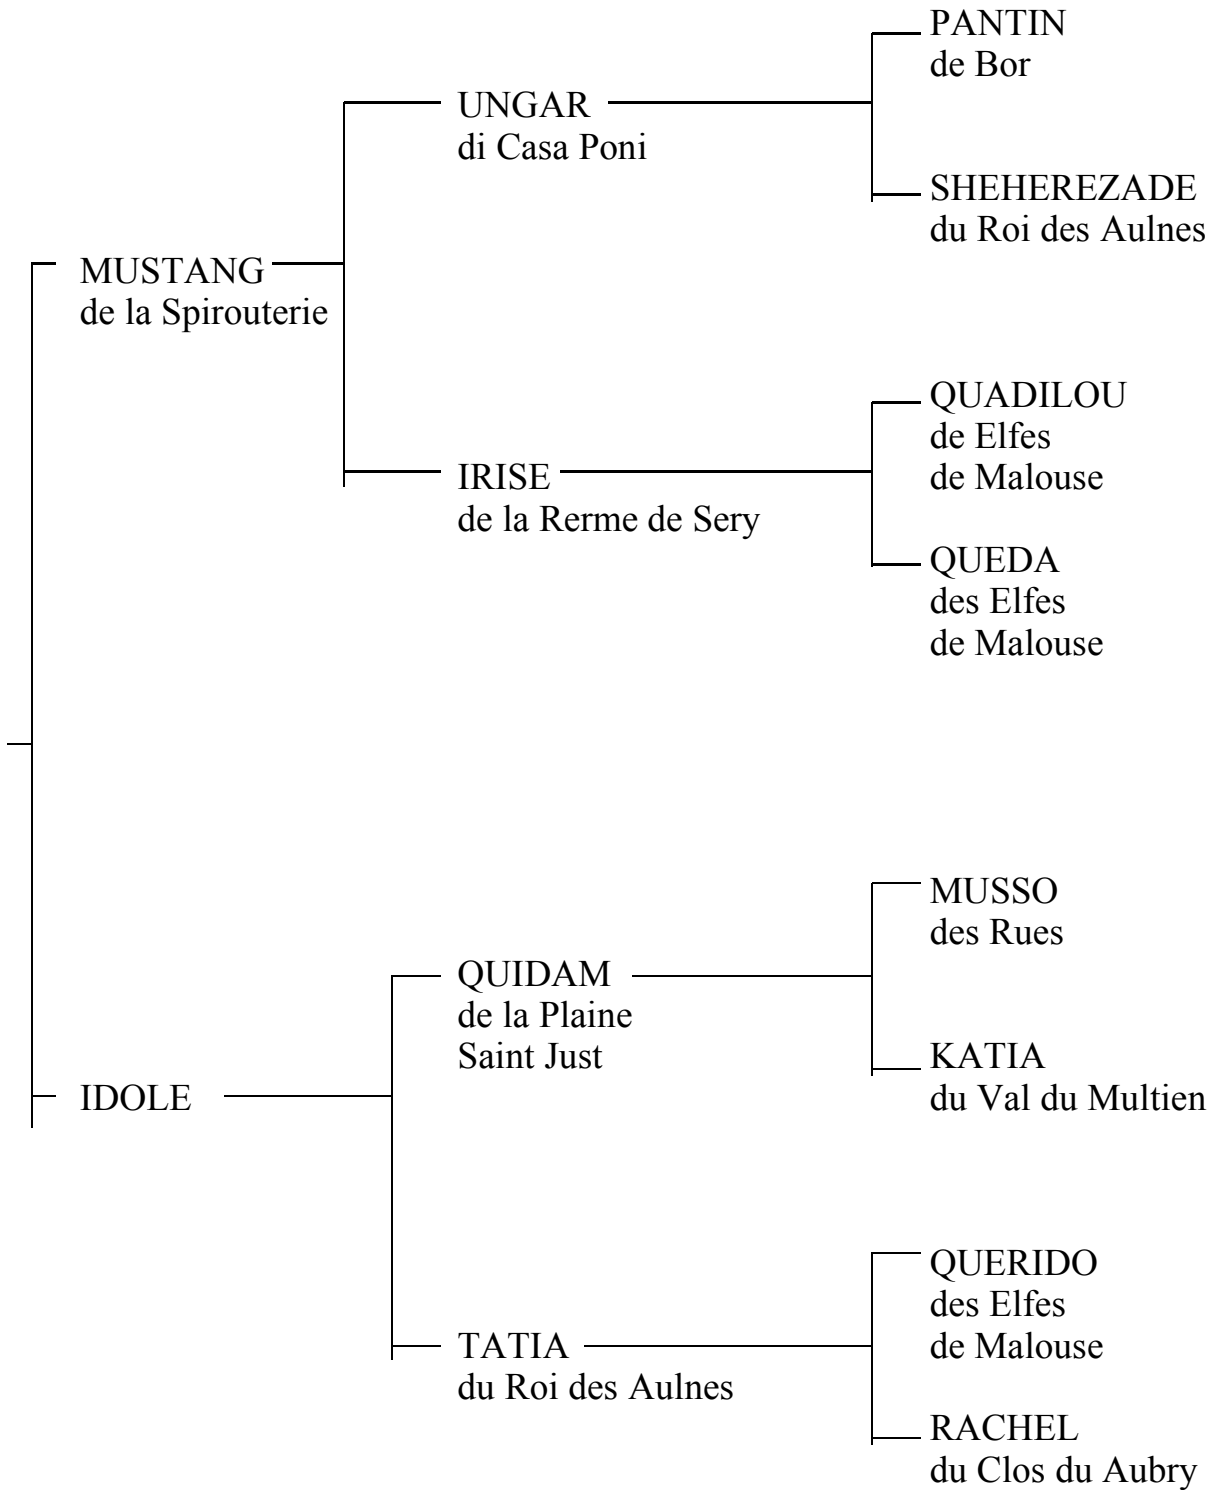 PANTIN
de Bor
UNGAR
di Casa Poni
SHEHEREZADE
du Roi des Aulnes
MUSTANG
de la Spirouterie
QUADILOU
de Elfes
de Malouse
IRISE
de la Rerme de Sery
QUEDA
des Elfes
de Malouse
MUSSO
des Rues
QUIDAM
de la Plaine
Saint Just
KATIA
du Val du Multien
IDOLE
QUERIDO
des Elfes
de Malouse
TATIA
du Roi des Aulnes
RACHEL
du Clos du Aubry